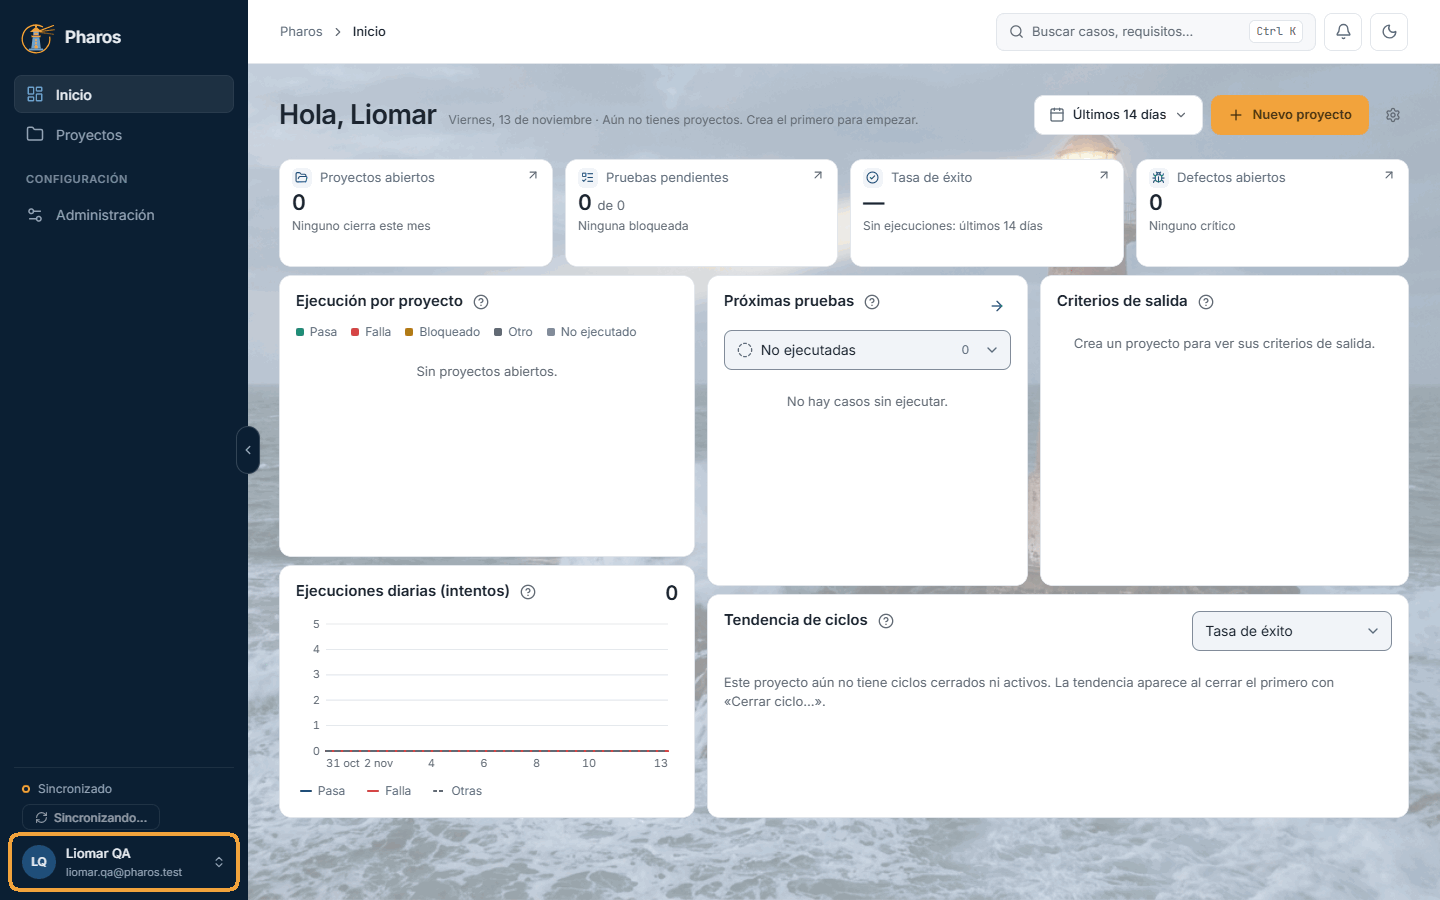 Pharos
Inicio
Proyectos
CONFIGURACIÓN
Administración
Sincronizado
Sincronizando...
LQ
Liomar QA
liomar.qa@pharos.test
Pharos > Inicio
Buscar casos, requisitos...
Ctrl K
Hola, Liomar
Viernes, 13 de noviembre · Aún no tienes proyectos. Crea el primero para empezar.
Últimos 14 días
+ Nuevo proyecto
Proyectos abiertos
0
Ninguno cierra este mes
Pruebas pendientes
0 de 0
Ninguna bloqueada
Tasa de éxito
—
Sin ejecuciones: últimos 14 días
Defectos abiertos
0
Ninguno crítico
Ejecución por proyecto
Pasa Falla Bloqueado Otro No ejecutado
Sin proyectos abiertos.
Próximas pruebas
No ejecutadas 0
No hay casos sin ejecutar.
Criterios de salida
Crea un proyecto para ver sus criterios de salida.
Ejecuciones diarias (intentos) 0
5
4
3
2
1
0
31 oct 2 nov 4 6 8 10 13
Pasa Falla Otras
Tendencia de ciclos
Tasa de éxito
Este proyecto aún no tiene ciclos cerrados ni activos. La tendencia aparece al cerrar el primero con
«Cerrar ciclo...».